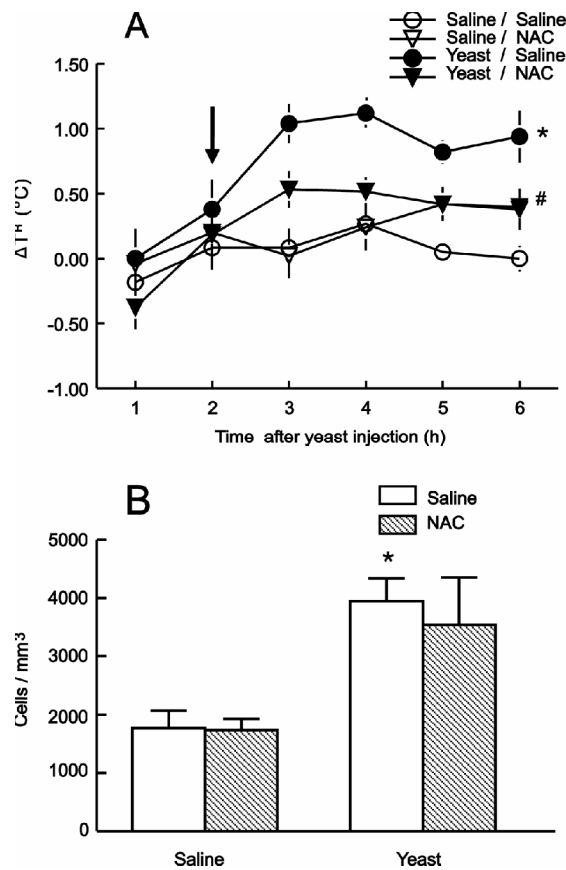 A
Saline / Saline
Saline / NAC
Yeast / Saline
Yeast / NAC
1.50
1.00
0.50
0.00
-0.50
-1.00
ΔTᴿ (°C)
*
#
1 2 3 4 5 6
Time after yeast injection (h)
B
Saline
NAC
5000
4000
3000
2000
1000
0
Cells / mm³
*
Saline Yeast